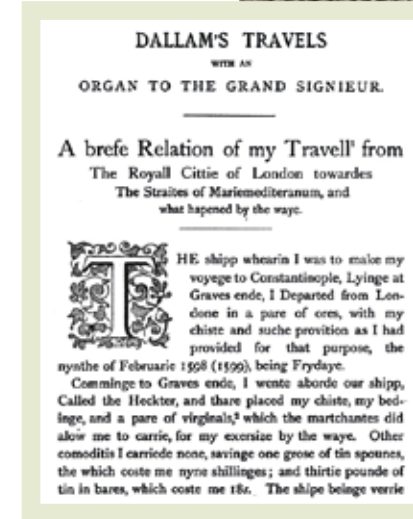 DALLAM'S TRAVELS
WITH AN
ORGAN TO THE GRAND SIGNIEUR.
A brefe Relation of my Travell¹ from
The Royall Cittie of London towardes
The Straites of Mariemediteranum, and
what hapened by the waye.
THE shipp whearin I was to make my
voyege to Constantinople, Lyinge at
Graves ende, I Departed from Lon-
done in a pare of ores, with my
chiste and suche provition as I had
provided for that purpose, the
nynthe of Februarie 1598 (1599), being Frydaye.
Comminge to Graves ende, I wente aborde our shipp,
Called the Heckter, and thare placed my chiste, my bed-
inge, and a pare of virginals,² which the martchantes did
alow me to carrie, for my exersize by the waye. Other
comoditis I carriede none, savinge one grose of tin spounes,
the which coste me nyne shillinges; and thirtie pounde of
tin in bares, which coste me 18s. The shipe beinge verrie